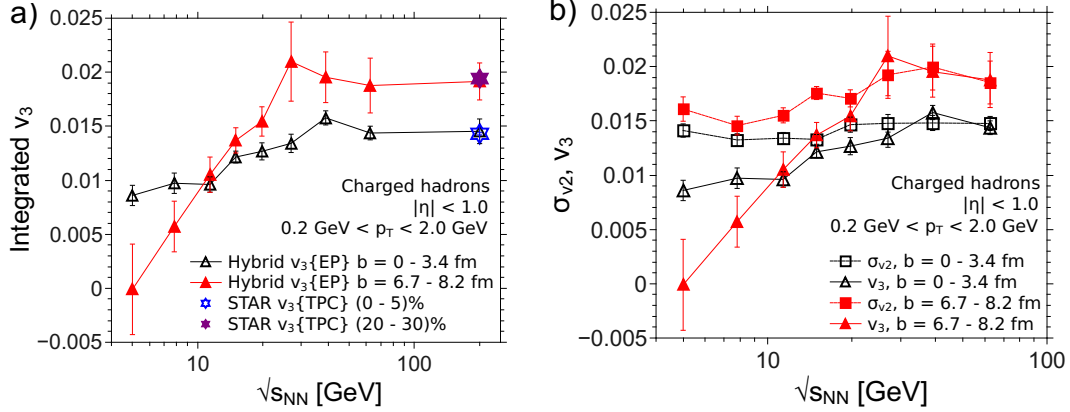 a)
Integrated v3
0.025
0.02
0.015
0.01
0.005
0
−0.005
10
100
√sNN [GeV]
Charged hadrons
|η| < 1.0
0.2 GeV < pT < 2.0 GeV
Hybrid v3{EP} b = 0 - 3.4 fm
Hybrid v3{EP} b = 6.7 - 8.2 fm
STAR v3{TPC} (0 - 5)%
STAR v3{TPC} (20 - 30)%
b)
σv2, v3
0.025
0.02
0.015
0.01
0.005
0
−0.005
10
100
√sNN [GeV]
Charged hadrons
|η| < 1.0
0.2 GeV < pT < 2.0 GeV
σv2, b = 0 - 3.4 fm
v3, b = 0 - 3.4 fm
σv2, b = 6.7 - 8.2 fm
v3, b = 6.7 - 8.2 fm